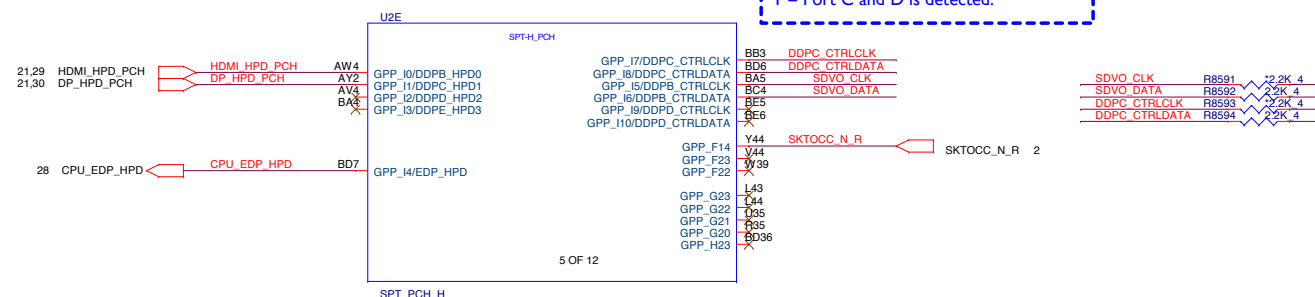 1 = Port C and D is detected.
U2E
SPT-H_PCH
21,29 HDMI_HPD_PCH HDMI_HPD_PCH AW4 GPP_I0/DDPB_HPD0
21,30 DP_HPD_PCH DP_HPD_PCH AY2 GPP_I1/DDPC_HPD1
AV4 GPP_I2/DDPD_HPD2
BA4 GPP_I3/DDPE_HPD3
28 CPU_EDP_HPD CPU_EDP_HPD BD7 GPP_I4/EDP_HPD
GPP_I7/DDPC_CTRLCLK BB3 DDPC_CTRLCLK
GPP_I8/DDPC_CTRLDATA BD6 DDPC_CTRLDATA
GPP_I5/DDPB_CTRLCLK BA5 SDVO_CLK
GPP_I6/DDPB_CTRLDATA BC4 SDVO_DATA
GPP_I9/DDPD_CTRLCLK BE5
GPP_I10/DDPD_CTRLDATA BE6
GPP_F14 Y44 SKTOCC_N_R SKTOCC_N_R 2
GPP_F23 V44
GPP_F22 W39
GPP_G23 L43
GPP_G22 L44
GPP_G21 U35
GPP_G20 R35
GPP_H23 BD36
5 OF 12
SPT_PCH_H
SDVO_CLK R8591 *2.2K_4
SDVO_DATA R8592 2.2K_4
DDPC_CTRLCLK R8593 *2.2K_4
DDPC_CTRLDATA R8594 2.2K_4